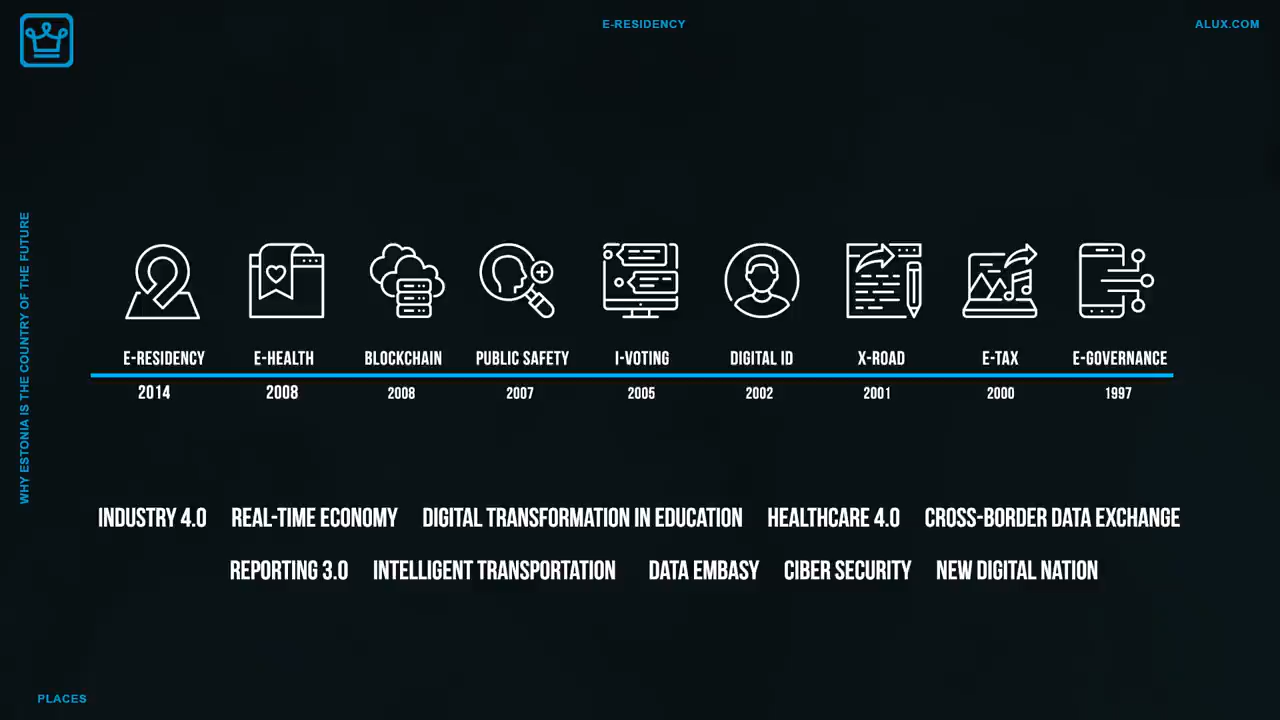 E-RESIDENCY
ALUX.COM
WHY ESTONIA IS THE COUNTRY OF THE FUTURE
E-RESIDENCY E-HEALTH BLOCKCHAIN PUBLIC SAFETY I-VOTING DIGITAL ID X-ROAD E-TAX E-GOVERNANCE
2014 2008 2008 2007 2005 2002 2001 2000 1997
INDUSTRY 4.0 REAL-TIME ECONOMY DIGITAL TRANSFORMATION IN EDUCATION HEALTHCARE 4.0 CROSS-BORDER DATA EXCHANGE
REPORTING 3.0 INTELLIGENT TRANSPORTATION DATA EMBASY CIBER SECURITY NEW DIGITAL NATION
PLACES